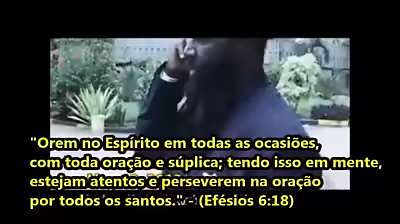 "Orem no Espírito em todas as ocasiões,
com toda oração e súplica; tendo isso em mente,
estejam atentos e perseverem na oração
por todos os santos." - (Efésios 6:18)